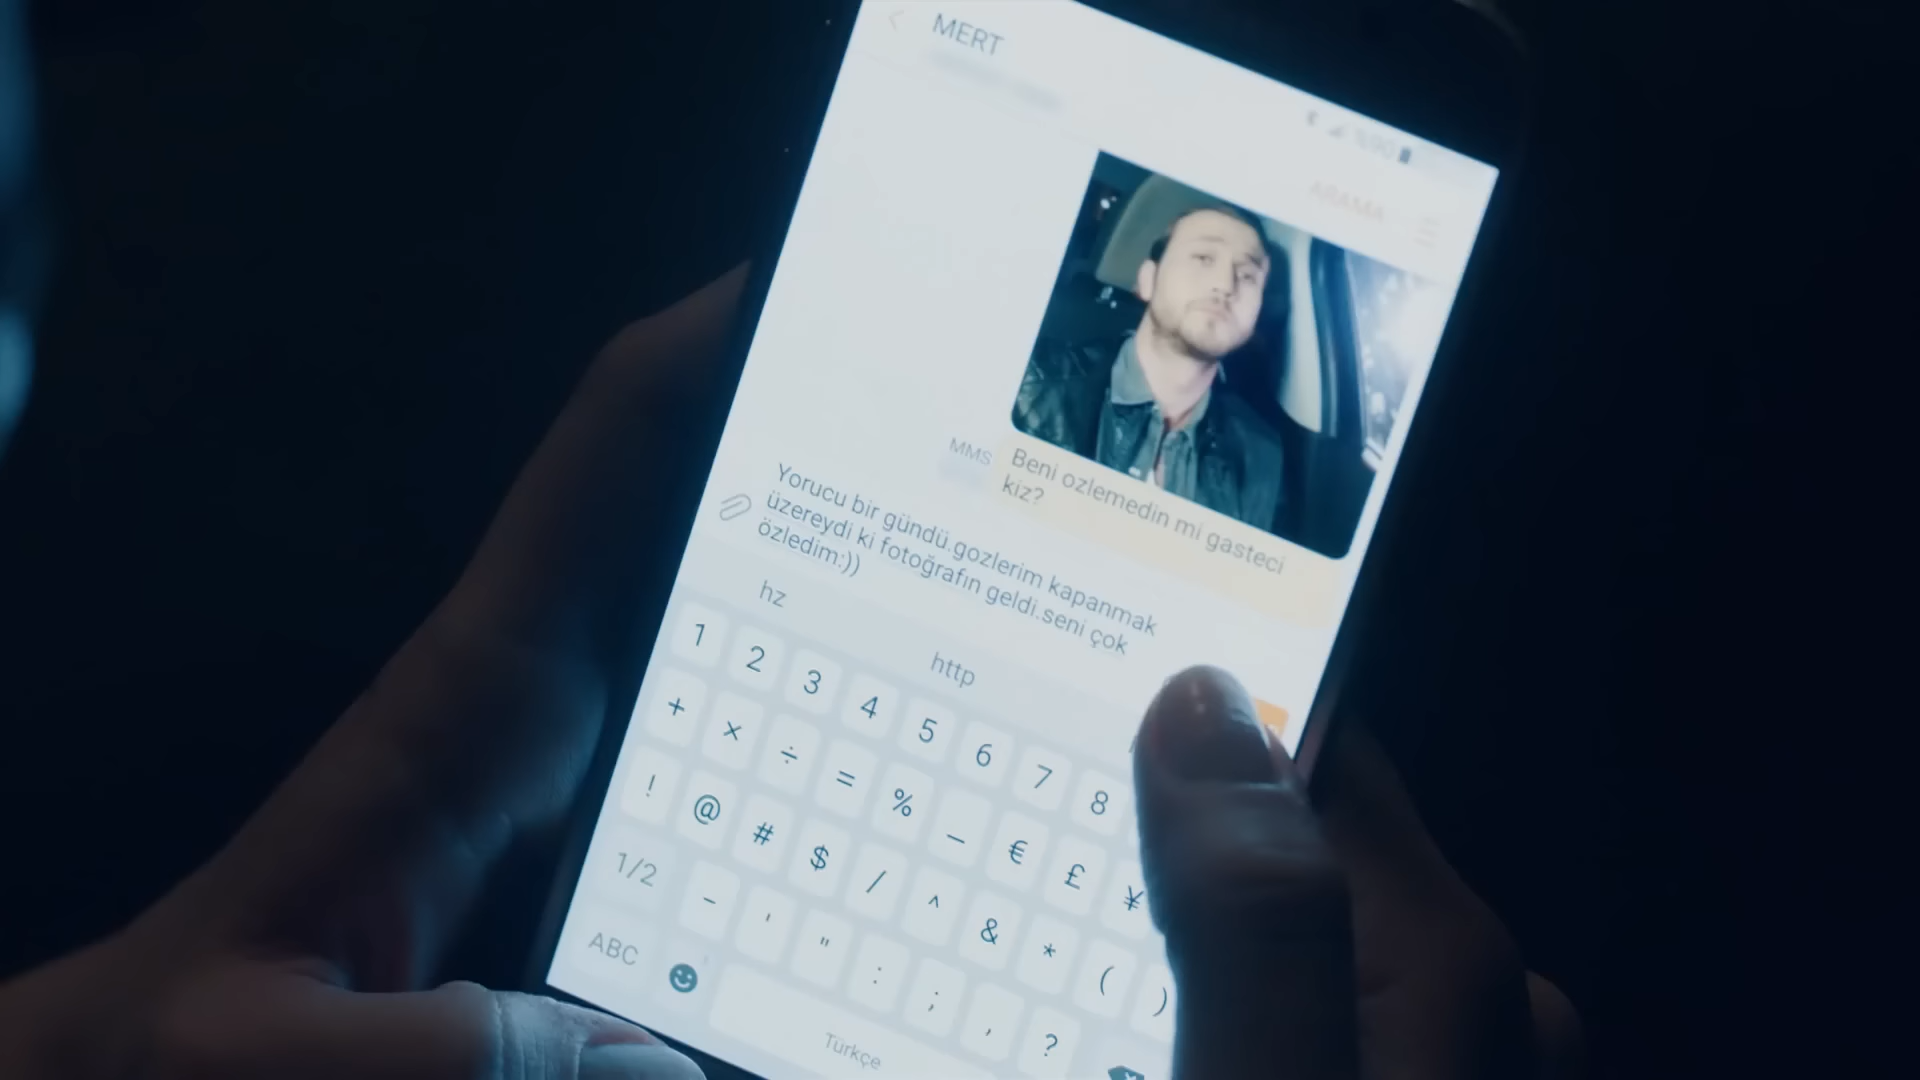 MERT
ARAMA
MMS
Beni ozlemedin mi gasteci
kiz?
Yorucu bir gündü.gozlerim kapanmak
üzereydi ki fotoğrafın geldi.seni çok
özledim:))
hz
http
1 2 3 4 5 6 7 8
+ × ÷ = % _ € £ ¥
! @ # $ / ^ & * ( )
1/2 - ' " : ; , ?
ABC
Türkçe